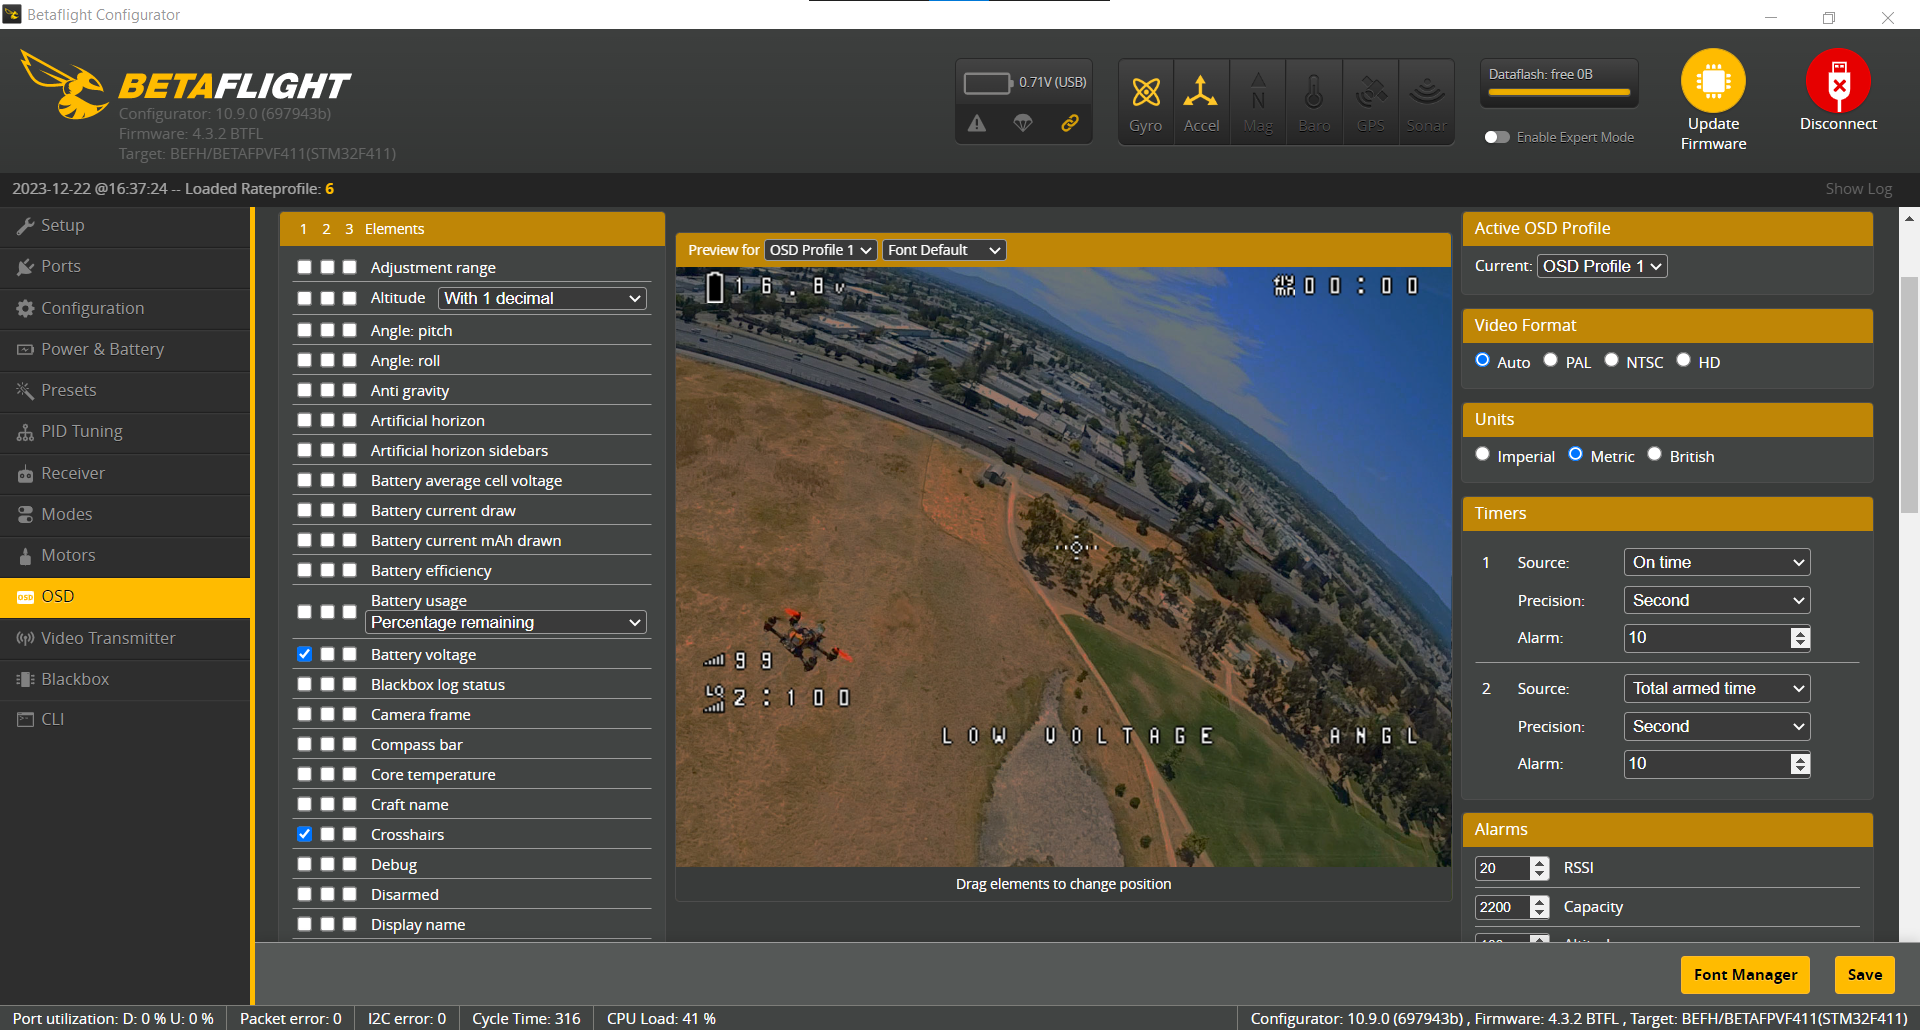 Betaflight Configurator
BETAFLIGHT
Configurator: 10.9.0 (697943b)
Firmware: 4.3.2 BTFL
Target: BEFH/BETAFPVF411(STM32F411)
0.71V (USB)
Gyro
Accel
Mag
Baro
GPS
Sonar
Dataflash: free 0B
Enable Expert Mode
Update
Firmware
Disconnect
2023-12-22 @16:37:24 -- Loaded Rateprofile: 6
Show Log
Setup
Ports
Configuration
Power & Battery
Presets
PID Tuning
Receiver
Modes
Motors
OSD OSD
Video Transmitter
Blackbox
CLI
1 2 3 Elements
Adjustment range
Altitude With 1 decimal
Angle: pitch
Angle: roll
Anti gravity
Artificial horizon
Artificial horizon sidebars
Battery average cell voltage
Battery current draw
Battery current mAh drawn
Battery efficiency
Battery usage
Percentage remaining
Battery voltage
Blackbox log status
Camera frame
Compass bar
Core temperature
Craft name
Crosshairs
Debug
Disarmed
Display name
Preview for OSD Profile 1 Font Default
16.8V
fly mn 00:00
99
LQ 2:100
LOW VOLTAGE ANGL
Drag elements to change position
Active OSD Profile
Current: OSD Profile 1
Video Format
Auto PAL NTSC HD
Units
Imperial Metric British
Timers
1 Source: On time
Precision: Second
Alarm: 10
2 Source: Total armed time
Precision: Second
Alarm: 10
Alarms
20 RSSI
2200 Capacity
Font Manager
Save
Port utilization: D: 0 % U: 0 %
Packet error: 0
I2C error: 0
Cycle Time: 316
CPU Load: 41 %
Configurator: 10.9.0 (697943b) , Firmware: 4.3.2 BTFL , Target: BEFH/BETAFPVF411(STM32F411)